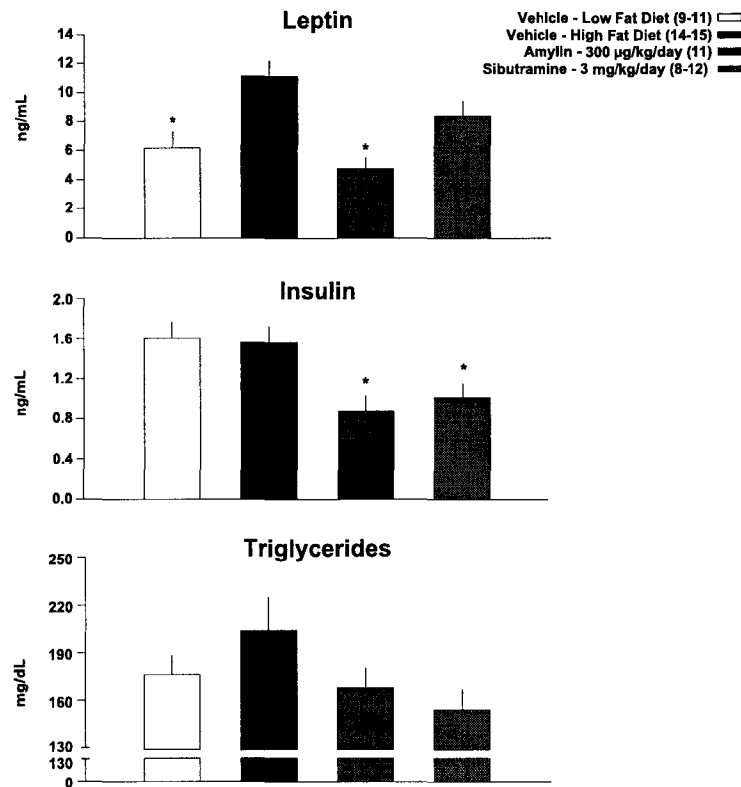 Leptin
Vehicle - Low Fat Diet (9-11)
Vehicle - High Fat Diet (14-15)
Amylin - 300 µg/kg/day (11)
Sibutramine - 3 mg/kg/day (8-12)
ng/mL
14
12
10
8
6
4
2
0
*
*
Insulin
ng/mL
2.0
1.6
1.2
0.8
0.4
0.0
*
*
Triglycerides
mg/dL
250
220
190
160
130
130
0